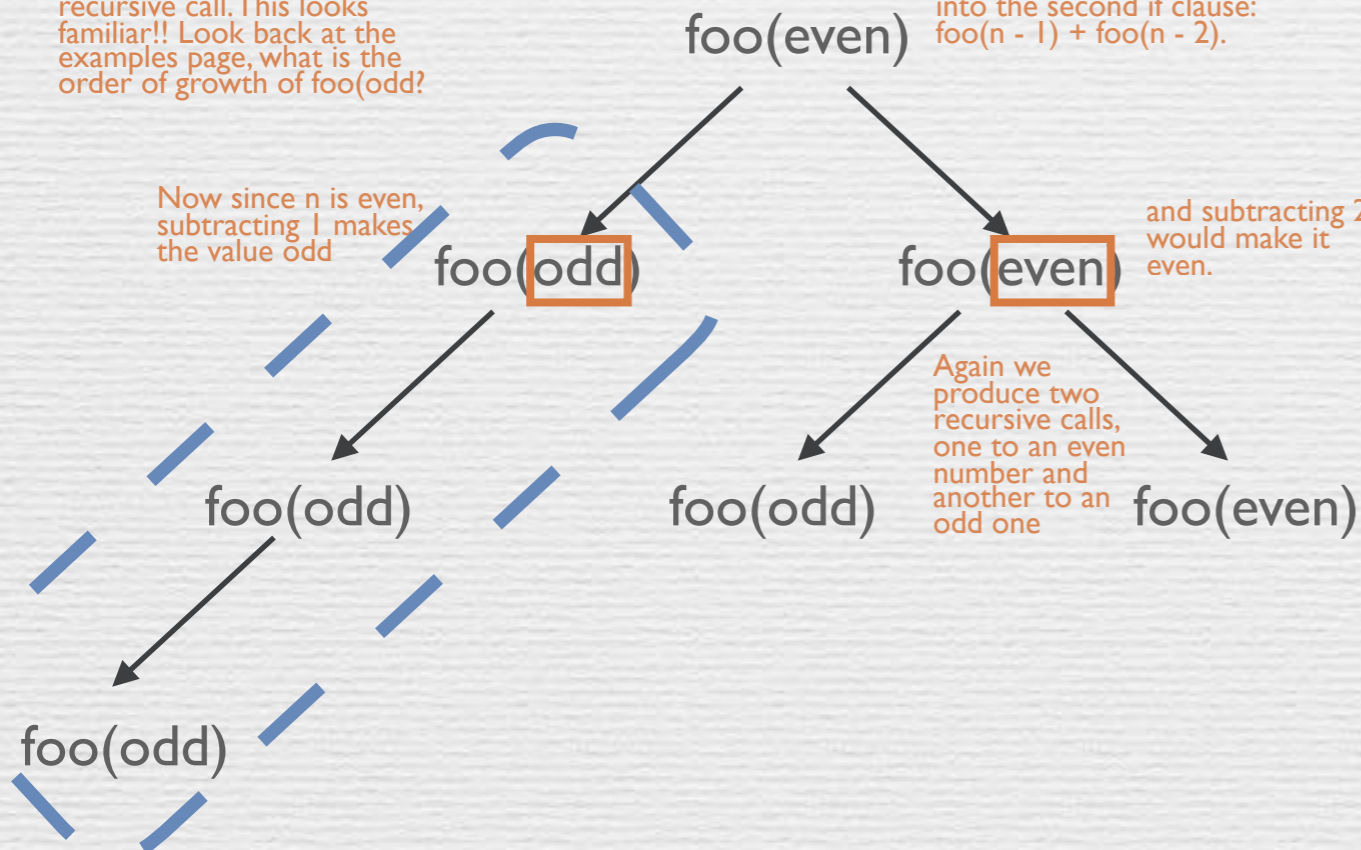 recursive call. This looks
familiar!! Look back at the
examples page, what is the
order of growth of foo(odd?
foo(even)
into the second if clause:
foo(n - 1) + foo(n - 2).
Now since n is even,
subtracting 1 makes
the value odd
foo(odd)
foo(even)
and subtracting 2
would make it
even.
Again we
produce two
recursive calls,
one to an even
number and
another to an
odd one
foo(odd)
foo(odd)
foo(even)
foo(odd)